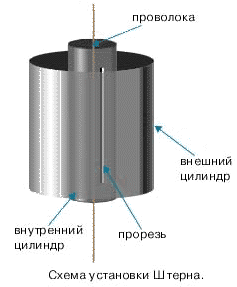 проволока
внешний
цилиндр
внутренний
цилиндр
прорезь
Схема установки Штерна.